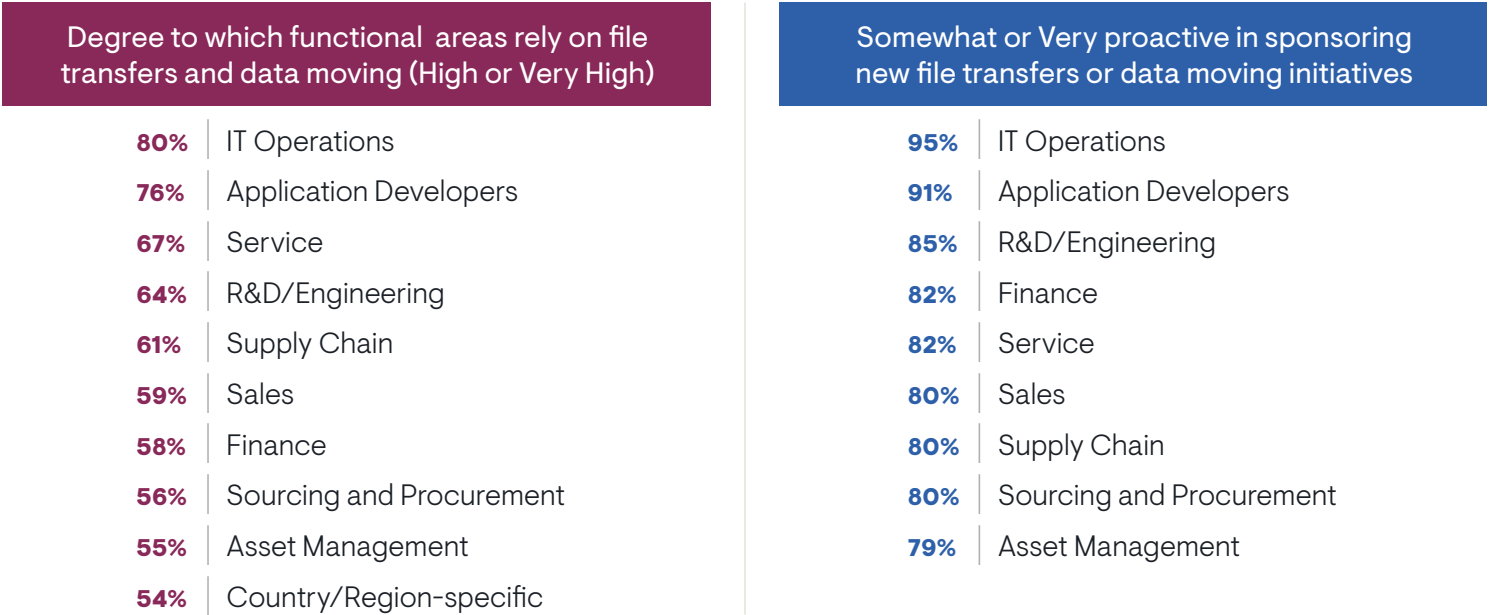 Degree to which functional areas rely on file
transfers and data moving (High or Very High)
80% IT Operations
76% Application Developers
67% Service
64% R&D/Engineering
61% Supply Chain
59% Sales
58% Finance
56% Sourcing and Procurement
55% Asset Management
54% Country/Region-specific
Somewhat or Very proactive in sponsoring
new file transfers or data moving initiatives
95% IT Operations
91% Application Developers
85% R&D/Engineering
82% Finance
82% Service
80% Sales
80% Supply Chain
80% Sourcing and Procurement
79% Asset Management